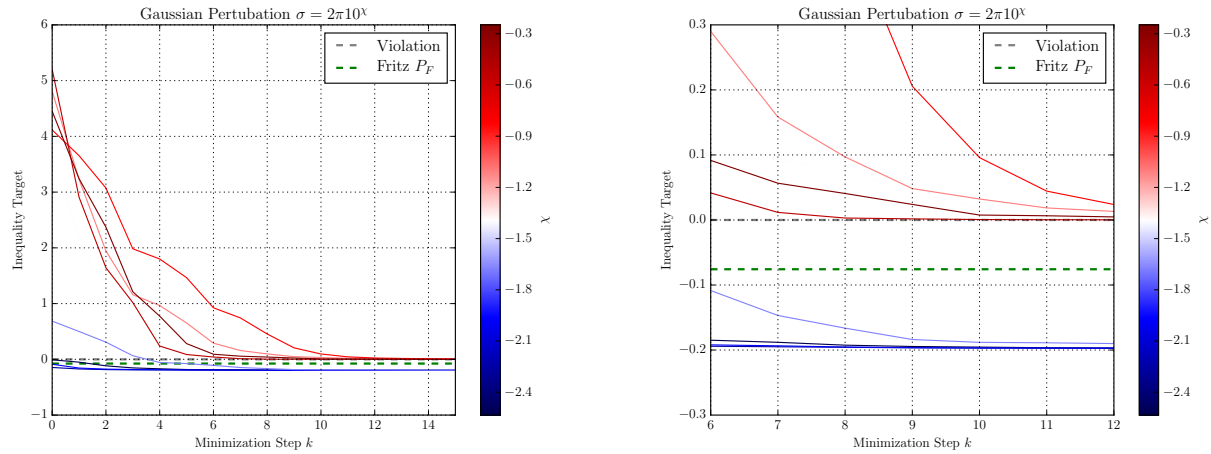 Gaussian Pertubation σ = 2π10^χ
Violation
Fritz P_F
Inequality Target
6
5
4
3
2
1
0
−1
0 2 4 6 8 10 12 14
Minimization Step k
−0.3
−0.6
−0.9
−1.2
−1.5
−1.8
−2.1
−2.4
χ
Gaussian Pertubation σ = 2π10^χ
Violation
Fritz P_F
Inequality Target
0.3
0.2
0.1
0.0
−0.1
−0.2
−0.3
6 7 8 9 10 11 12
Minimization Step k
−0.3
−0.6
−0.9
−1.2
−1.5
−1.8
−2.1
−2.4
χ